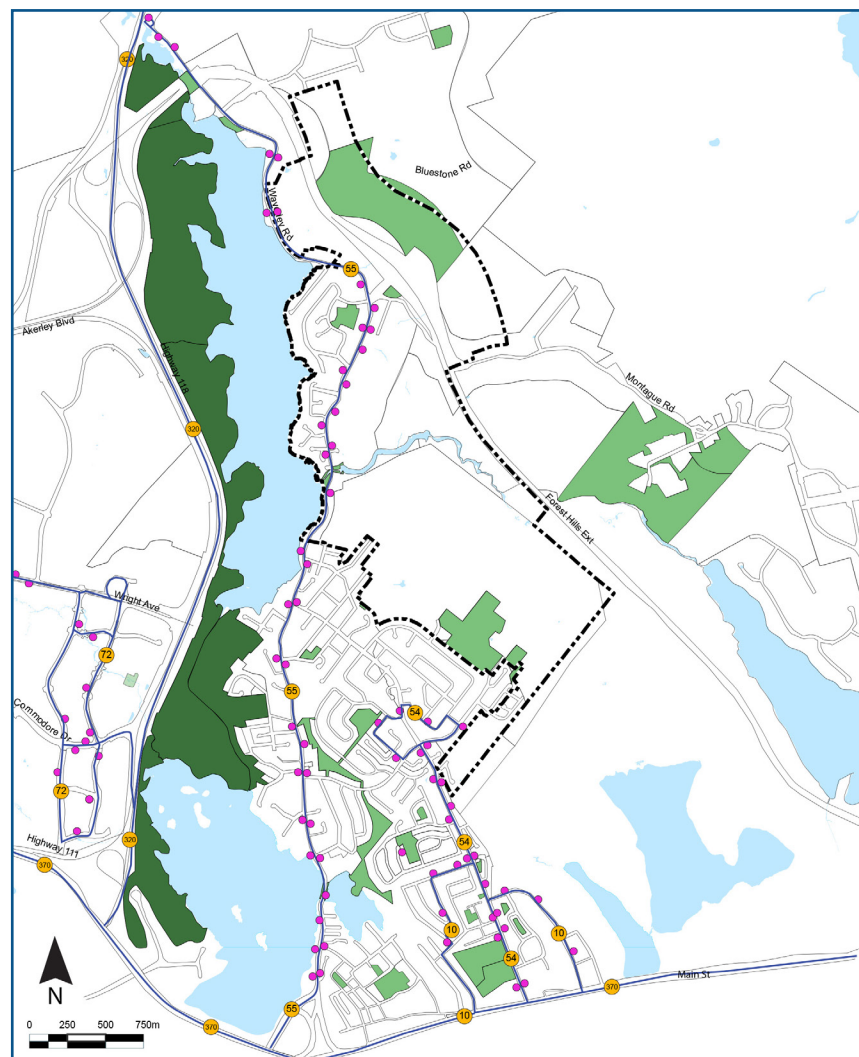 320
Bluestone Rd
Waverley Rd
55
Akerley Blvd
Highway 118
Montague Rd
320
Forest Hills Ext
Wright Ave
72
55
54
Commodore Dr
72
320
54
Highway 111
370
10
10
54
N
Main St
370
55
10
370
0 250 500 750m